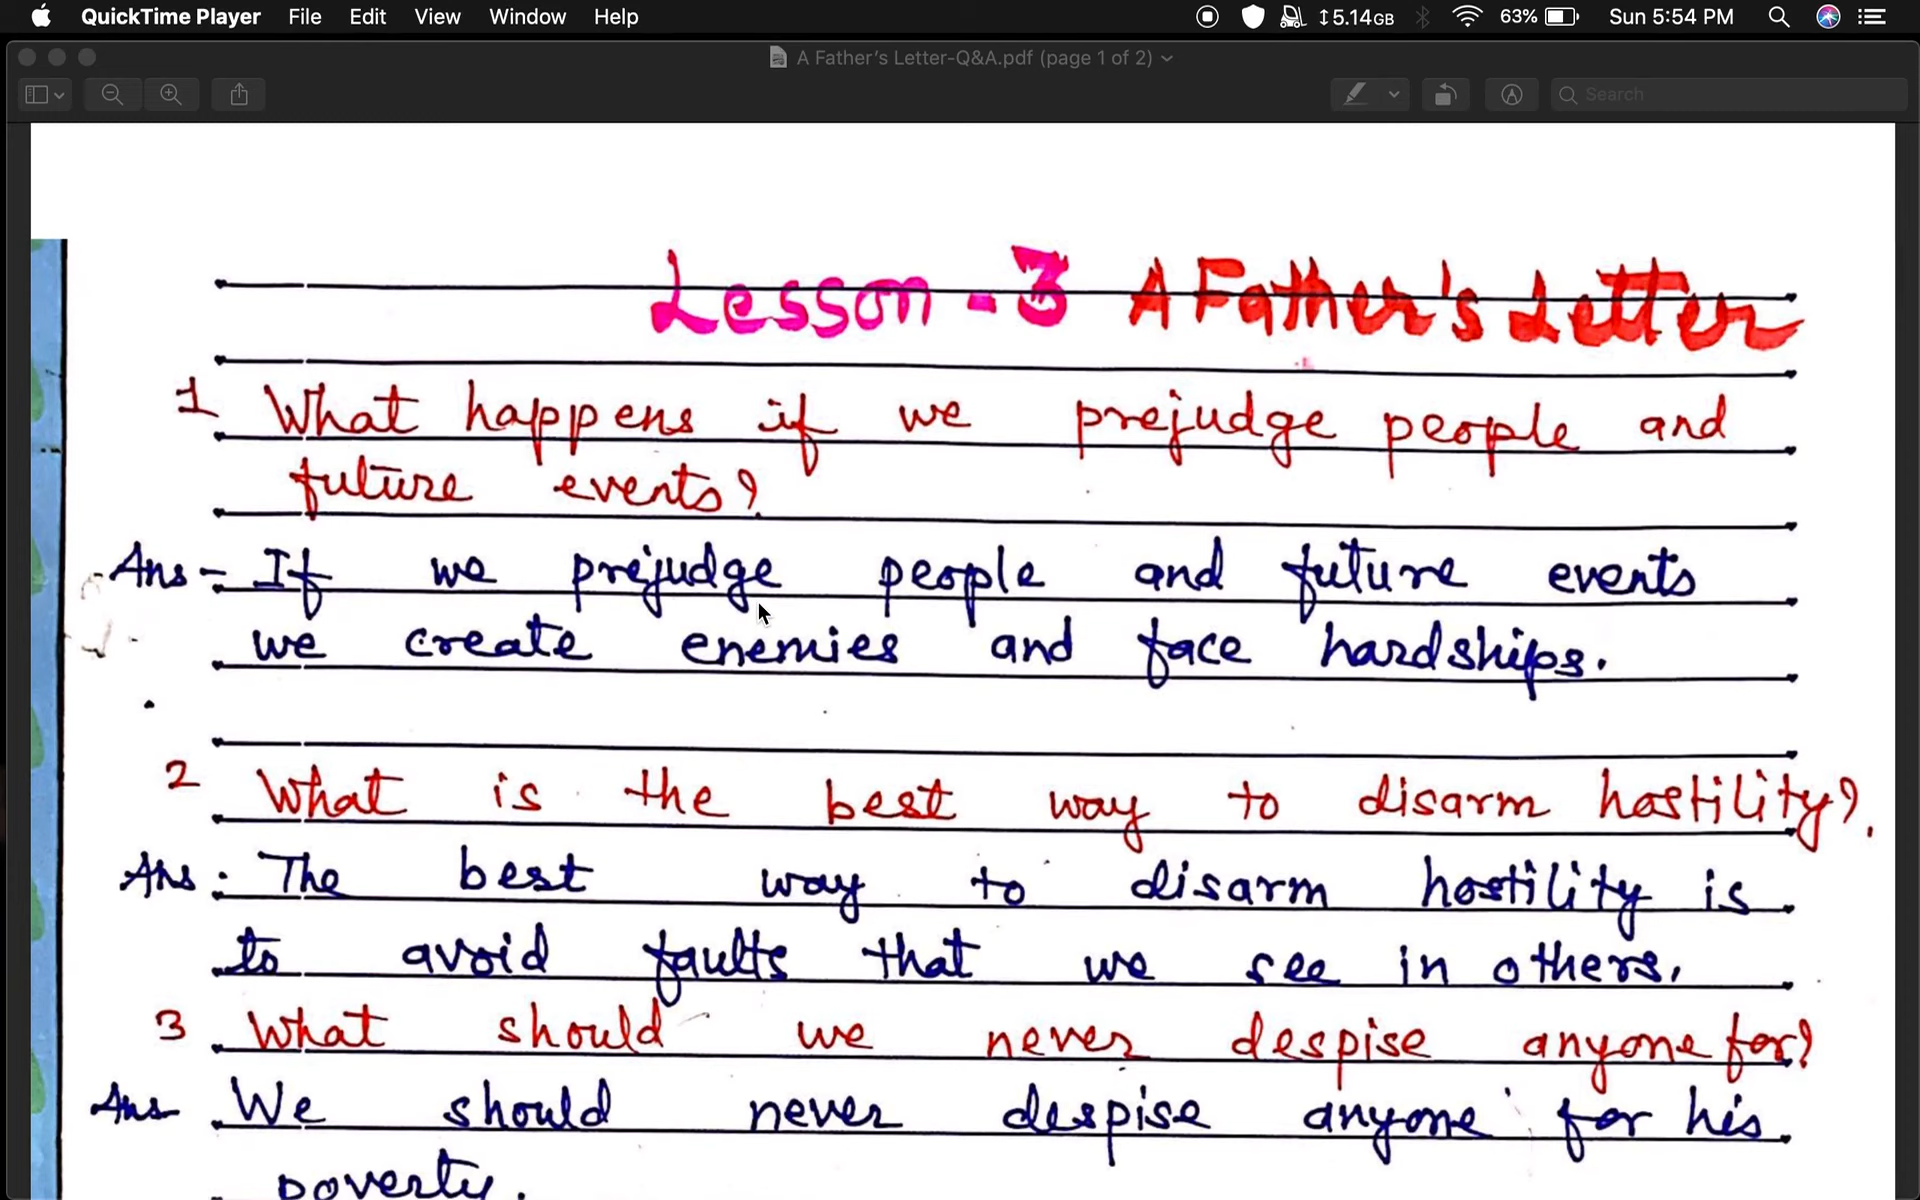 QuickTime Player File Edit View Window Help 5.14GB 63% Sun 5:54 PM
A Father's Letter-Q&A.pdf (page 1 of 2)
Search
Lesson - 3 A Father's Letter
1 What happens if we prejudge people and
future events?
Ans - If we prejudge people and future events
we create enemies and face hardships.
2 What is the best way to disarm hostility?
Ans: The best way to disarm hostility is
to avoid faults that we see in others.
3 What should we never despise anyone for?
Ans We should never despise anyone for his
poverty.